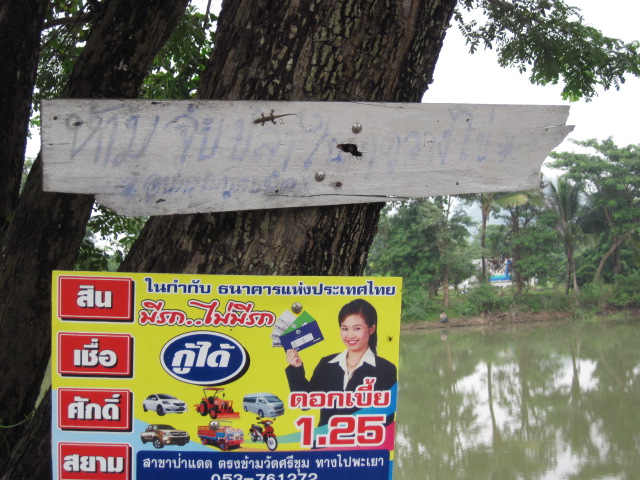 ห้าม จับ ปลา ใน
ในกำกับ ธนาคารแห่งประเทศไทย
สิน
เชื่อ
ศักดิ์
สยาม
มีรถ..ไม่มีรถ
กู้ได้
ดอกเบี้ย
1.25
สาขาป่าแดด ตรงข้ามวัดศรีชุม ทางไปพะเยา
053-761272